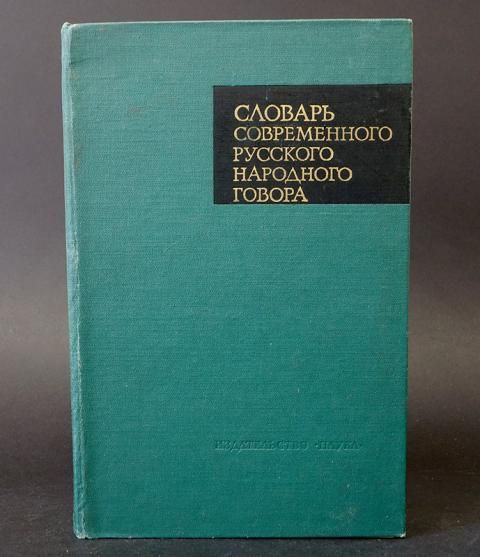 СЛОВАРЬ
СОВРЕМЕННОГО
РУССКОГО
НАРОДНОГО
ГОВОРА
ИЗДАТЕЛЬСТВО «НАУКА»